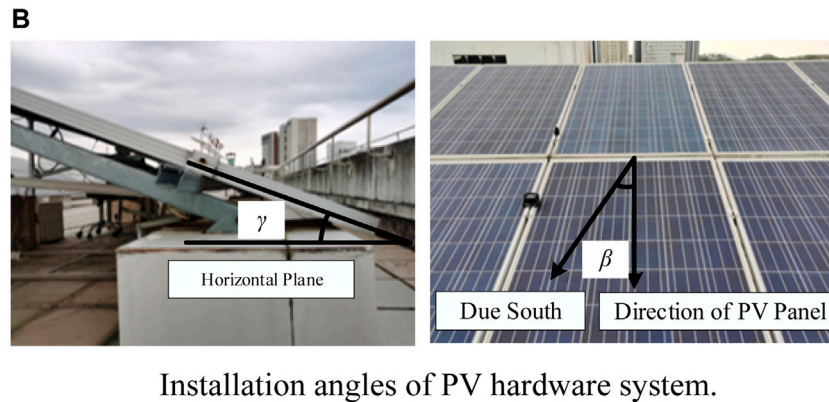 B
γ
Horizontal Plane
β
Due South
Direction of PV Panel
Installation angles of PV hardware system.